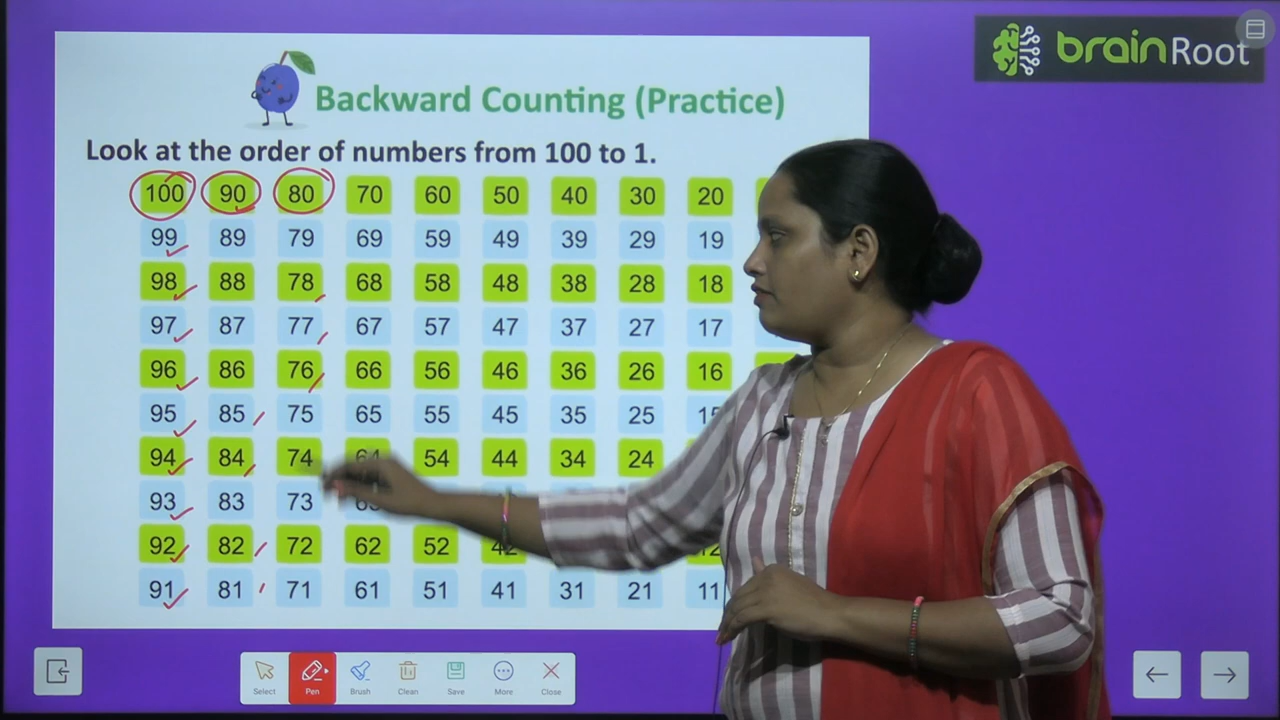 brainRoot
Backward Counting (Practice)
Look at the order of numbers from 100 to 1.
100 90 80 70 60 50 40 30 20
99 89 79 69 59 49 39 29 19
98 88 78 68 58 48 38 28 18
97 87 77 67 57 47 37 27 17
96 86 76 66 56 46 36 26 16
95 85 75 65 55 45 35 25
94 84 74 54 44 34 24
93 83 73
92 82 72 62 52 42 12
91 81 71 61 51 41 31 21 11
Select Pen Brush Clean Save More Close